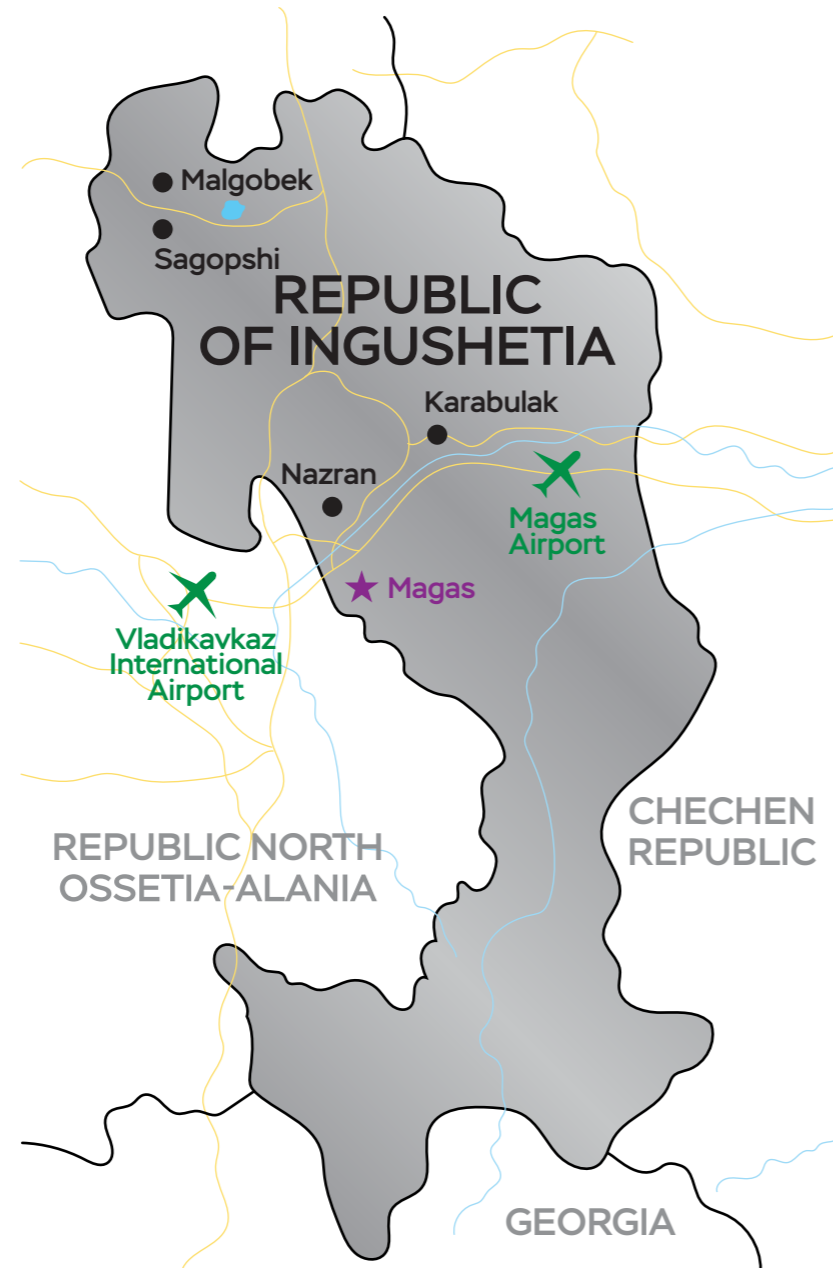 Malgobek
Sagopshi
REPUBLIC
OF INGUSHETIA
Karabulak
Nazran
Magas
Airport
Magas
Vladikavkaz
International
Airport
CHECHEN
REPUBLIC
REPUBLIC NORTH
OSSETIA-ALANIA
GEORGIA